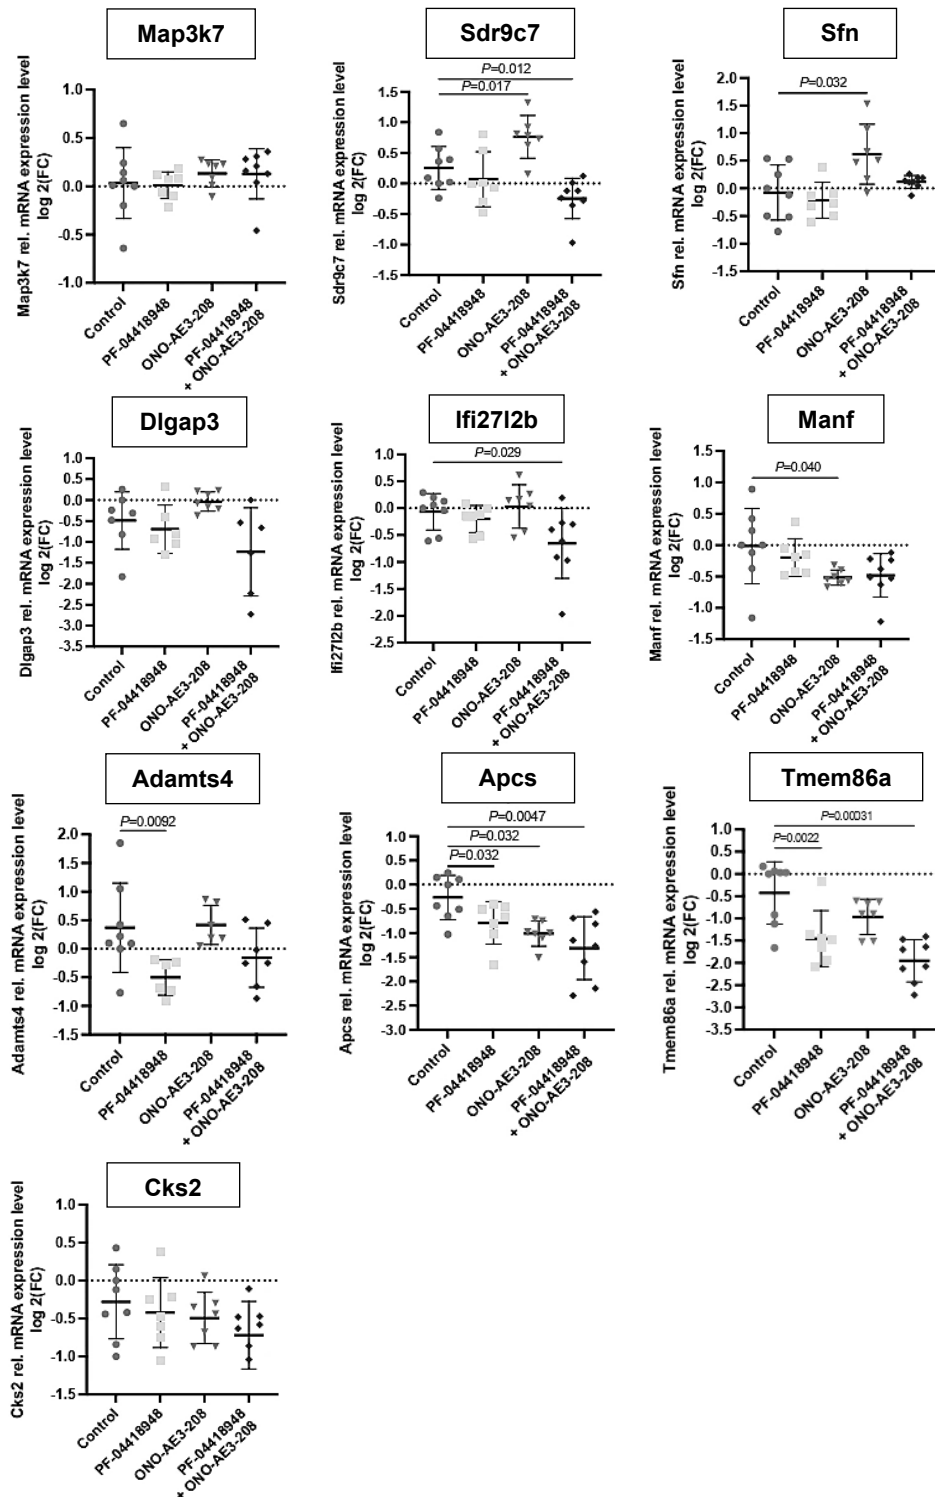 Map3k7
Map3k7 rel. mRNA expression level
log 2(FC)
1.0
0.5
0.0
-0.5
-1.0
Control
PF-04418948
ONO-AE3-208
PF-04418948
+ ONO-AE3-208
Sdr9c7
P=0.012
P=0.017
Sdr9c7 rel. mRNA expression level
log 2(FC)
1.5
1.0
0.5
0.0
-0.5
-1.0
-1.5
Control
PF-04418948
ONO-AE3-208
PF-04418948
+ ONO-AE3-208
Sfn
P=0.032
Sfn rel. mRNA expression level
log 2(FC)
2.0
1.5
1.0
0.5
0.0
-0.5
-1.0
-1.5
Control
PF-04418948
ONO-AE3-208
PF-04418948
+ ONO-AE3-208
Dlgap3
Dlgap3 rel. mRNA expression level
log 2(FC)
1.0
0.5
0.0
-0.5
-1.0
-1.5
-2.0
-2.5
-3.0
-3.5
Control
PF-04418948
ONO-AE3-208
PF-04418948
+ ONO-AE3-208
Ifi27l2b
P=0.029
Ifi27l2b rel. mRNA expression level
log 2(FC)
1.0
0.5
0.0
-0.5
-1.0
-1.5
-2.0
-2.5
Control
PF-04418948
ONO-AE3-208
PF-04418948
+ ONO-AE3-208
Manf
P=0.040
Manf rel. mRNA expression level
log 2(FC)
1.5
1.0
0.5
0.0
-0.5
-1.0
-1.5
Control
PF-04418948
ONO-AE3-208
PF-04418948
+ ONO-AE3-208
Adamts4
P=0.0092
Adamts4 rel. mRNA expression level
log 2(FC)
2.0
1.5
1.0
0.5
0.0
-0.5
-1.0
-1.5
Control
PF-04418948
ONO-AE3-208
PF-04418948
+ ONO-AE3-208
Apcs
P=0.0047
P=0.032
P=0.032
Apcs rel. mRNA expression level
log 2(FC)
1.0
0.5
0.0
-0.5
-1.0
-1.5
-2.0
-2.5
-3.0
Control
PF-04418948
ONO-AE3-208
PF-04418948
+ ONO-AE3-208
Tmem86a
P=0.00031
P=0.0022
Tmem86a rel. mRNA expression level
log 2(FC)
1.0
0.5
0.0
-0.5
-1.0
-1.5
-2.0
-2.5
-3.0
-3.5
Control
PF-04418948
ONO-AE3-208
PF-04418948
+ ONO-AE3-208
Cks2
Cks2 rel. mRNA expression level
log 2(FC)
1.0
0.5
0.0
-0.5
-1.0
-1.5
Control
PF-04418948
ONO-AE3-208
PF-04418948
+ ONO-AE3-208